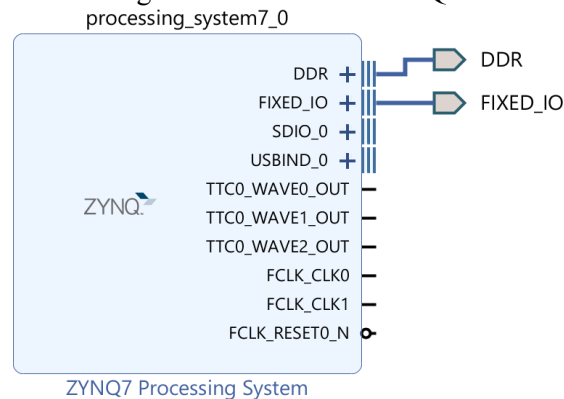 processing_system7_0
DDR
DDR
FIXED_IO
FIXED_IO
SDIO_0
USBIND_0
TTC0_WAVE0_OUT
ZYNQ
TTC0_WAVE1_OUT
TTC0_WAVE2_OUT
FCLK_CLK0
FCLK_CLK1
FCLK_RESET0_N
ZYNQ7 Processing System